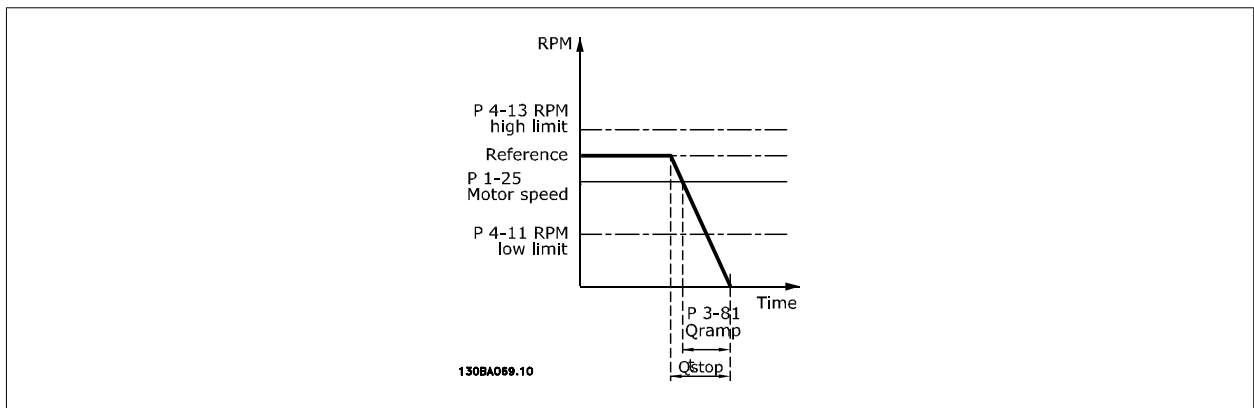 RPM
P 4-13 RPM
high limit
Reference
P 1-25
Motor speed
P 4-11 RPM
low limit
Time
P 3-81
Qramp
Qstop
130BA069.10